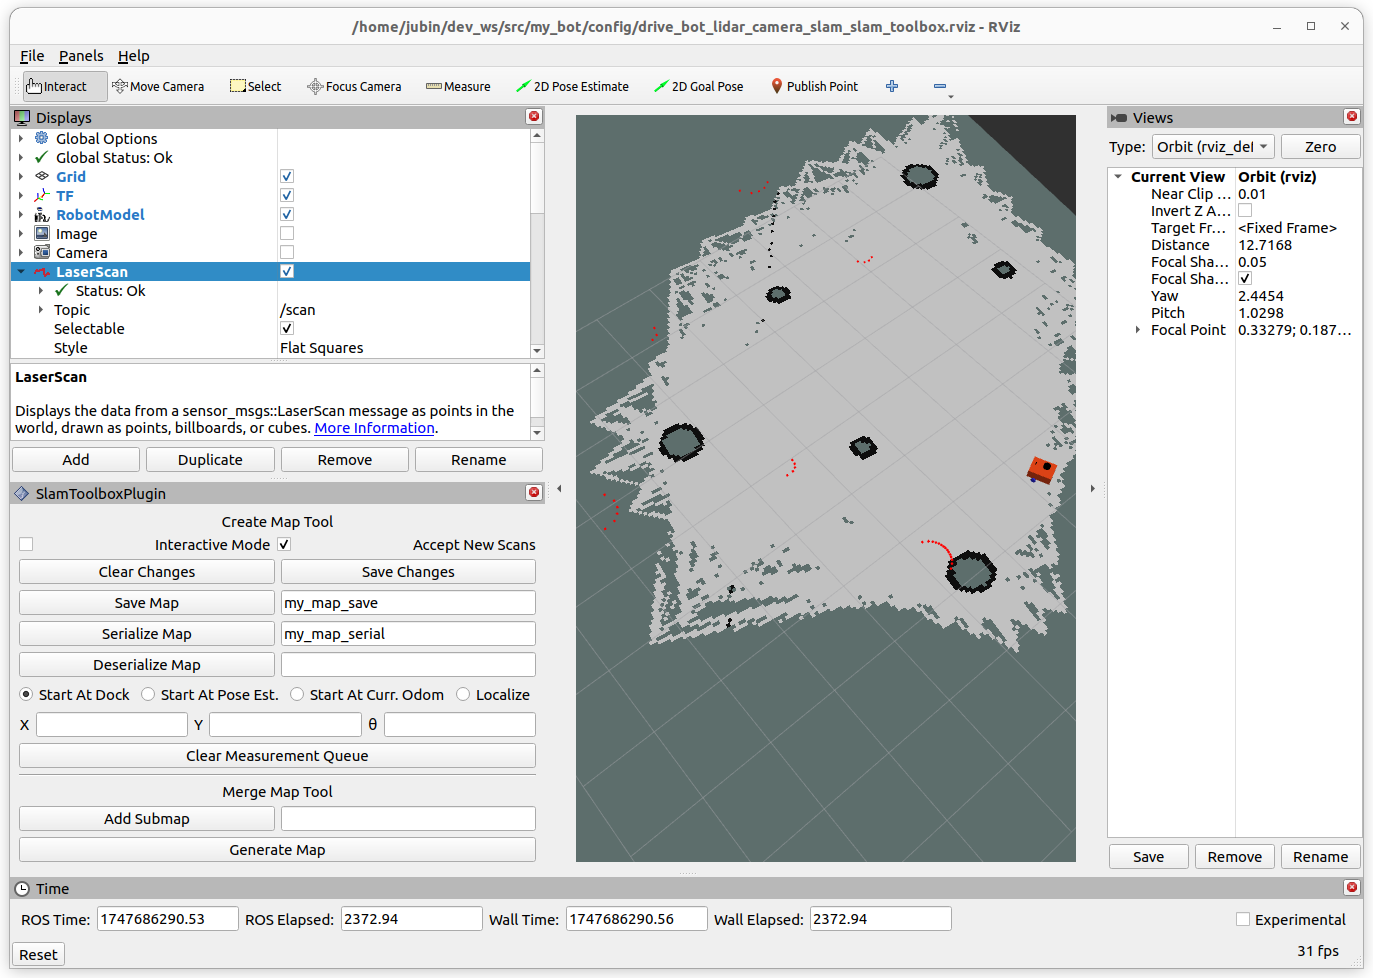 /home/jubin/dev_ws/src/my_bot/config/drive_bot_lidar_camera_slam_slam_toolbox.rviz - RViz
File Panels Help
Interact Move Camera Select Focus Camera Measure 2D Pose Estimate 2D Goal Pose Publish Point
Displays
Global Options
Global Status: Ok
Grid
TF
RobotModel
Image
Camera
LaserScan
Status: Ok
Topic /scan
Selectable
Style Flat Squares
LaserScan
Displays the data from a sensor_msgs::LaserScan message as points in the
world, drawn as points, billboards, or cubes. More Information.
Add Duplicate Remove Rename
SlamToolboxPlugin
Create Map Tool
Interactive Mode Accept New Scans
Clear Changes Save Changes
Save Map my_map_save
Serialize Map my_map_serial
Deserialize Map
Start At Dock Start At Pose Est. Start At Curr. Odom Localize
X Y θ
Clear Measurement Queue
Merge Map Tool
Add Submap
Generate Map
Views
Type: Orbit (rviz_def Zero
Current View Orbit (rviz)
Near Clip ... 0.01
Invert Z A...
Target Fr... <Fixed Frame>
Distance 12.7168
Focal Sha... 0.05
Focal Sha...
Yaw 2.4454
Pitch 1.0298
Focal Point 0.33279; 0.187...
Save Remove Rename
Time
ROS Time: 1747686290.53 ROS Elapsed: 2372.94 Wall Time: 1747686290.56 Wall Elapsed: 2372.94 Experimental
Reset 31 fps